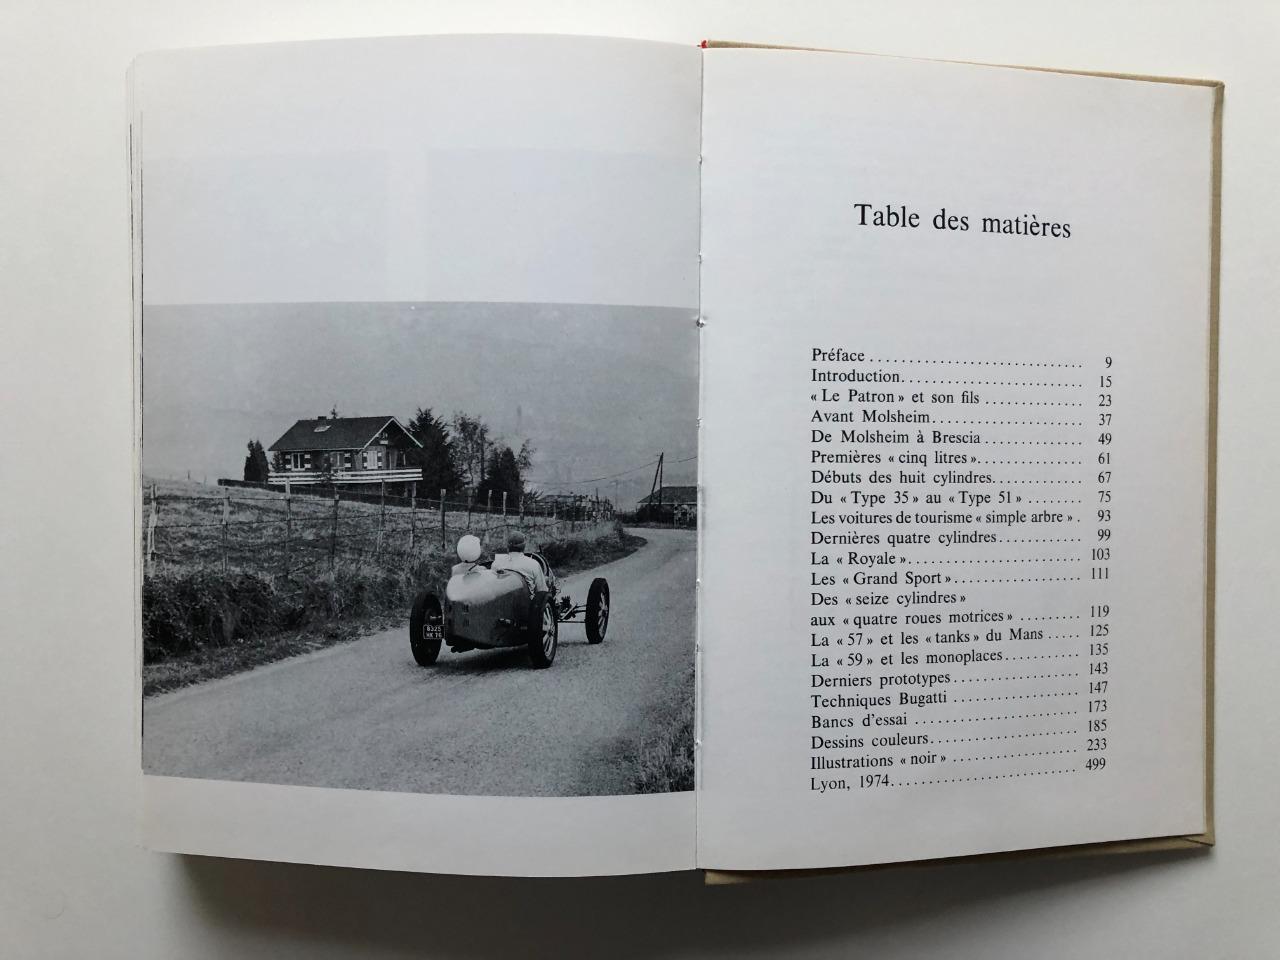 8325
HK 76
Table des matières
Préface 9
Introduction 15
« Le Patron » et son fils 23
Avant Molsheim 37
De Molsheim à Brescia 49
Premières « cinq litres » 61
Débuts des huit cylindres 67
Du « Type 35 » au « Type 51 » 75
Les voitures de tourisme « simple arbre » . 93
Dernières quatre cylindres 99
La « Royale » 103
Les « Grand Sport » 111
Des « seize cylindres »
aux « quatre roues motrices » 119
La « 57 » et les « tanks » du Mans 125
La « 59 » et les monoplaces 135
Derniers prototypes 143
Techniques Bugatti 147
Bancs d'essai 173
Dessins couleurs 185
Illustrations « noir » 233
Lyon, 1974 499